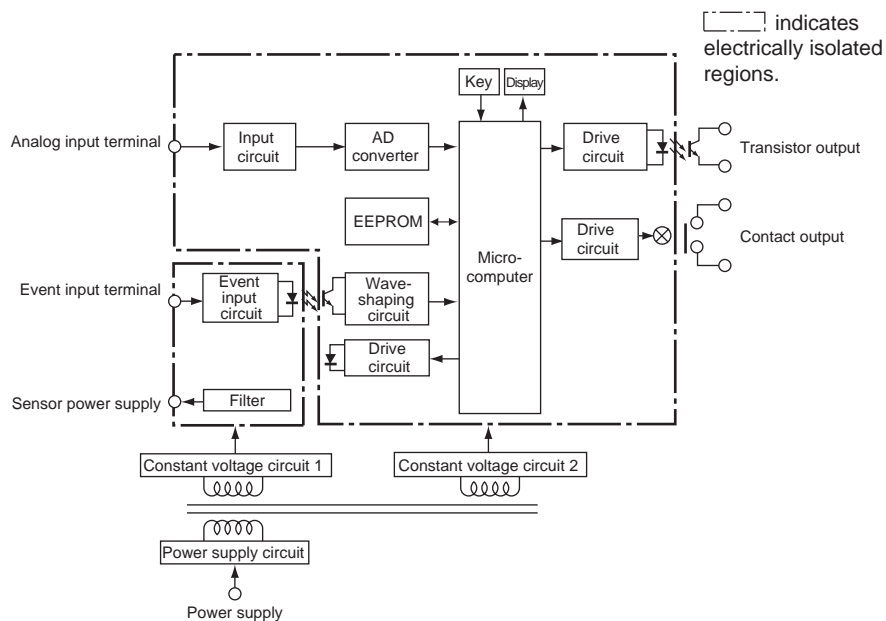 indicates
electrically isolated
regions.
Key
Display
Analog input terminal
Input
circuit
AD
converter
Drive
circuit
Transistor output
EEPROM
Micro-
computer
Drive
circuit
Contact output
Event input terminal
Event
input
circuit
Wave-
shaping
circuit
Drive
circuit
Sensor power supply
Filter
Constant voltage circuit 1
Constant voltage circuit 2
Power supply circuit
Power supply